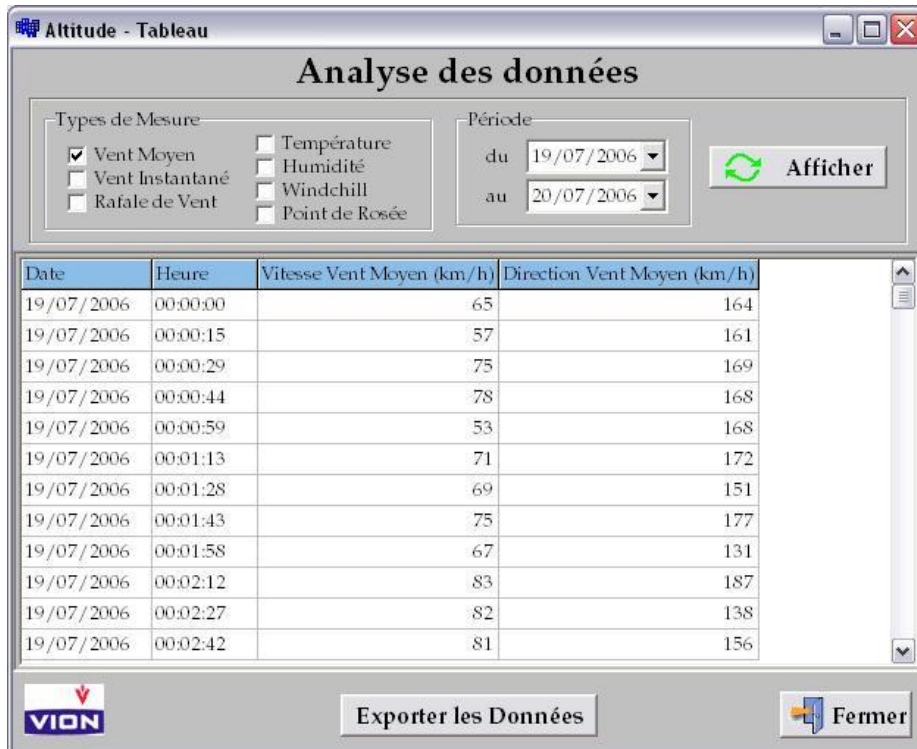 Altitude - Tableau
Analyse des données
Types de Mesure
Vent Moyen
Vent Instantané
Rafale de Vent
Température
Humidité
Windchill
Point de Rosée
Période
du 19/07/2006
au 20/07/2006
Afficher
Date Heure Vitesse Vent Moyen (km/h) Direction Vent Moyen (km/h)
19/07/2006 00:00:00 65 164
19/07/2006 00:00:15 57 161
19/07/2006 00:00:29 75 169
19/07/2006 00:00:44 78 168
19/07/2006 00:00:59 53 168
19/07/2006 00:01:13 71 172
19/07/2006 00:01:28 69 151
19/07/2006 00:01:43 75 177
19/07/2006 00:01:58 67 131
19/07/2006 00:02:12 83 187
19/07/2006 00:02:27 82 138
19/07/2006 00:02:42 81 156
VION
Exporter les Données
Fermer